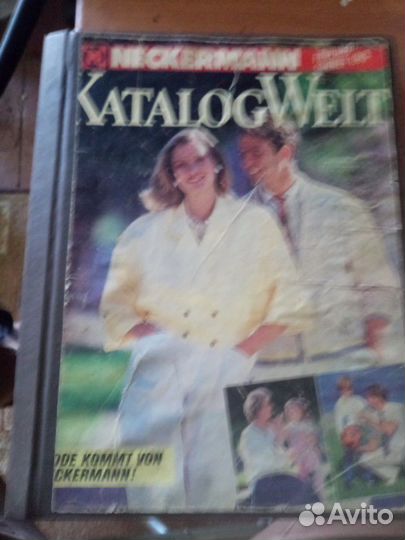 NECKERMANN
KATALOGWELT
ODE KOMMT VON
CKERMANN!
Avito